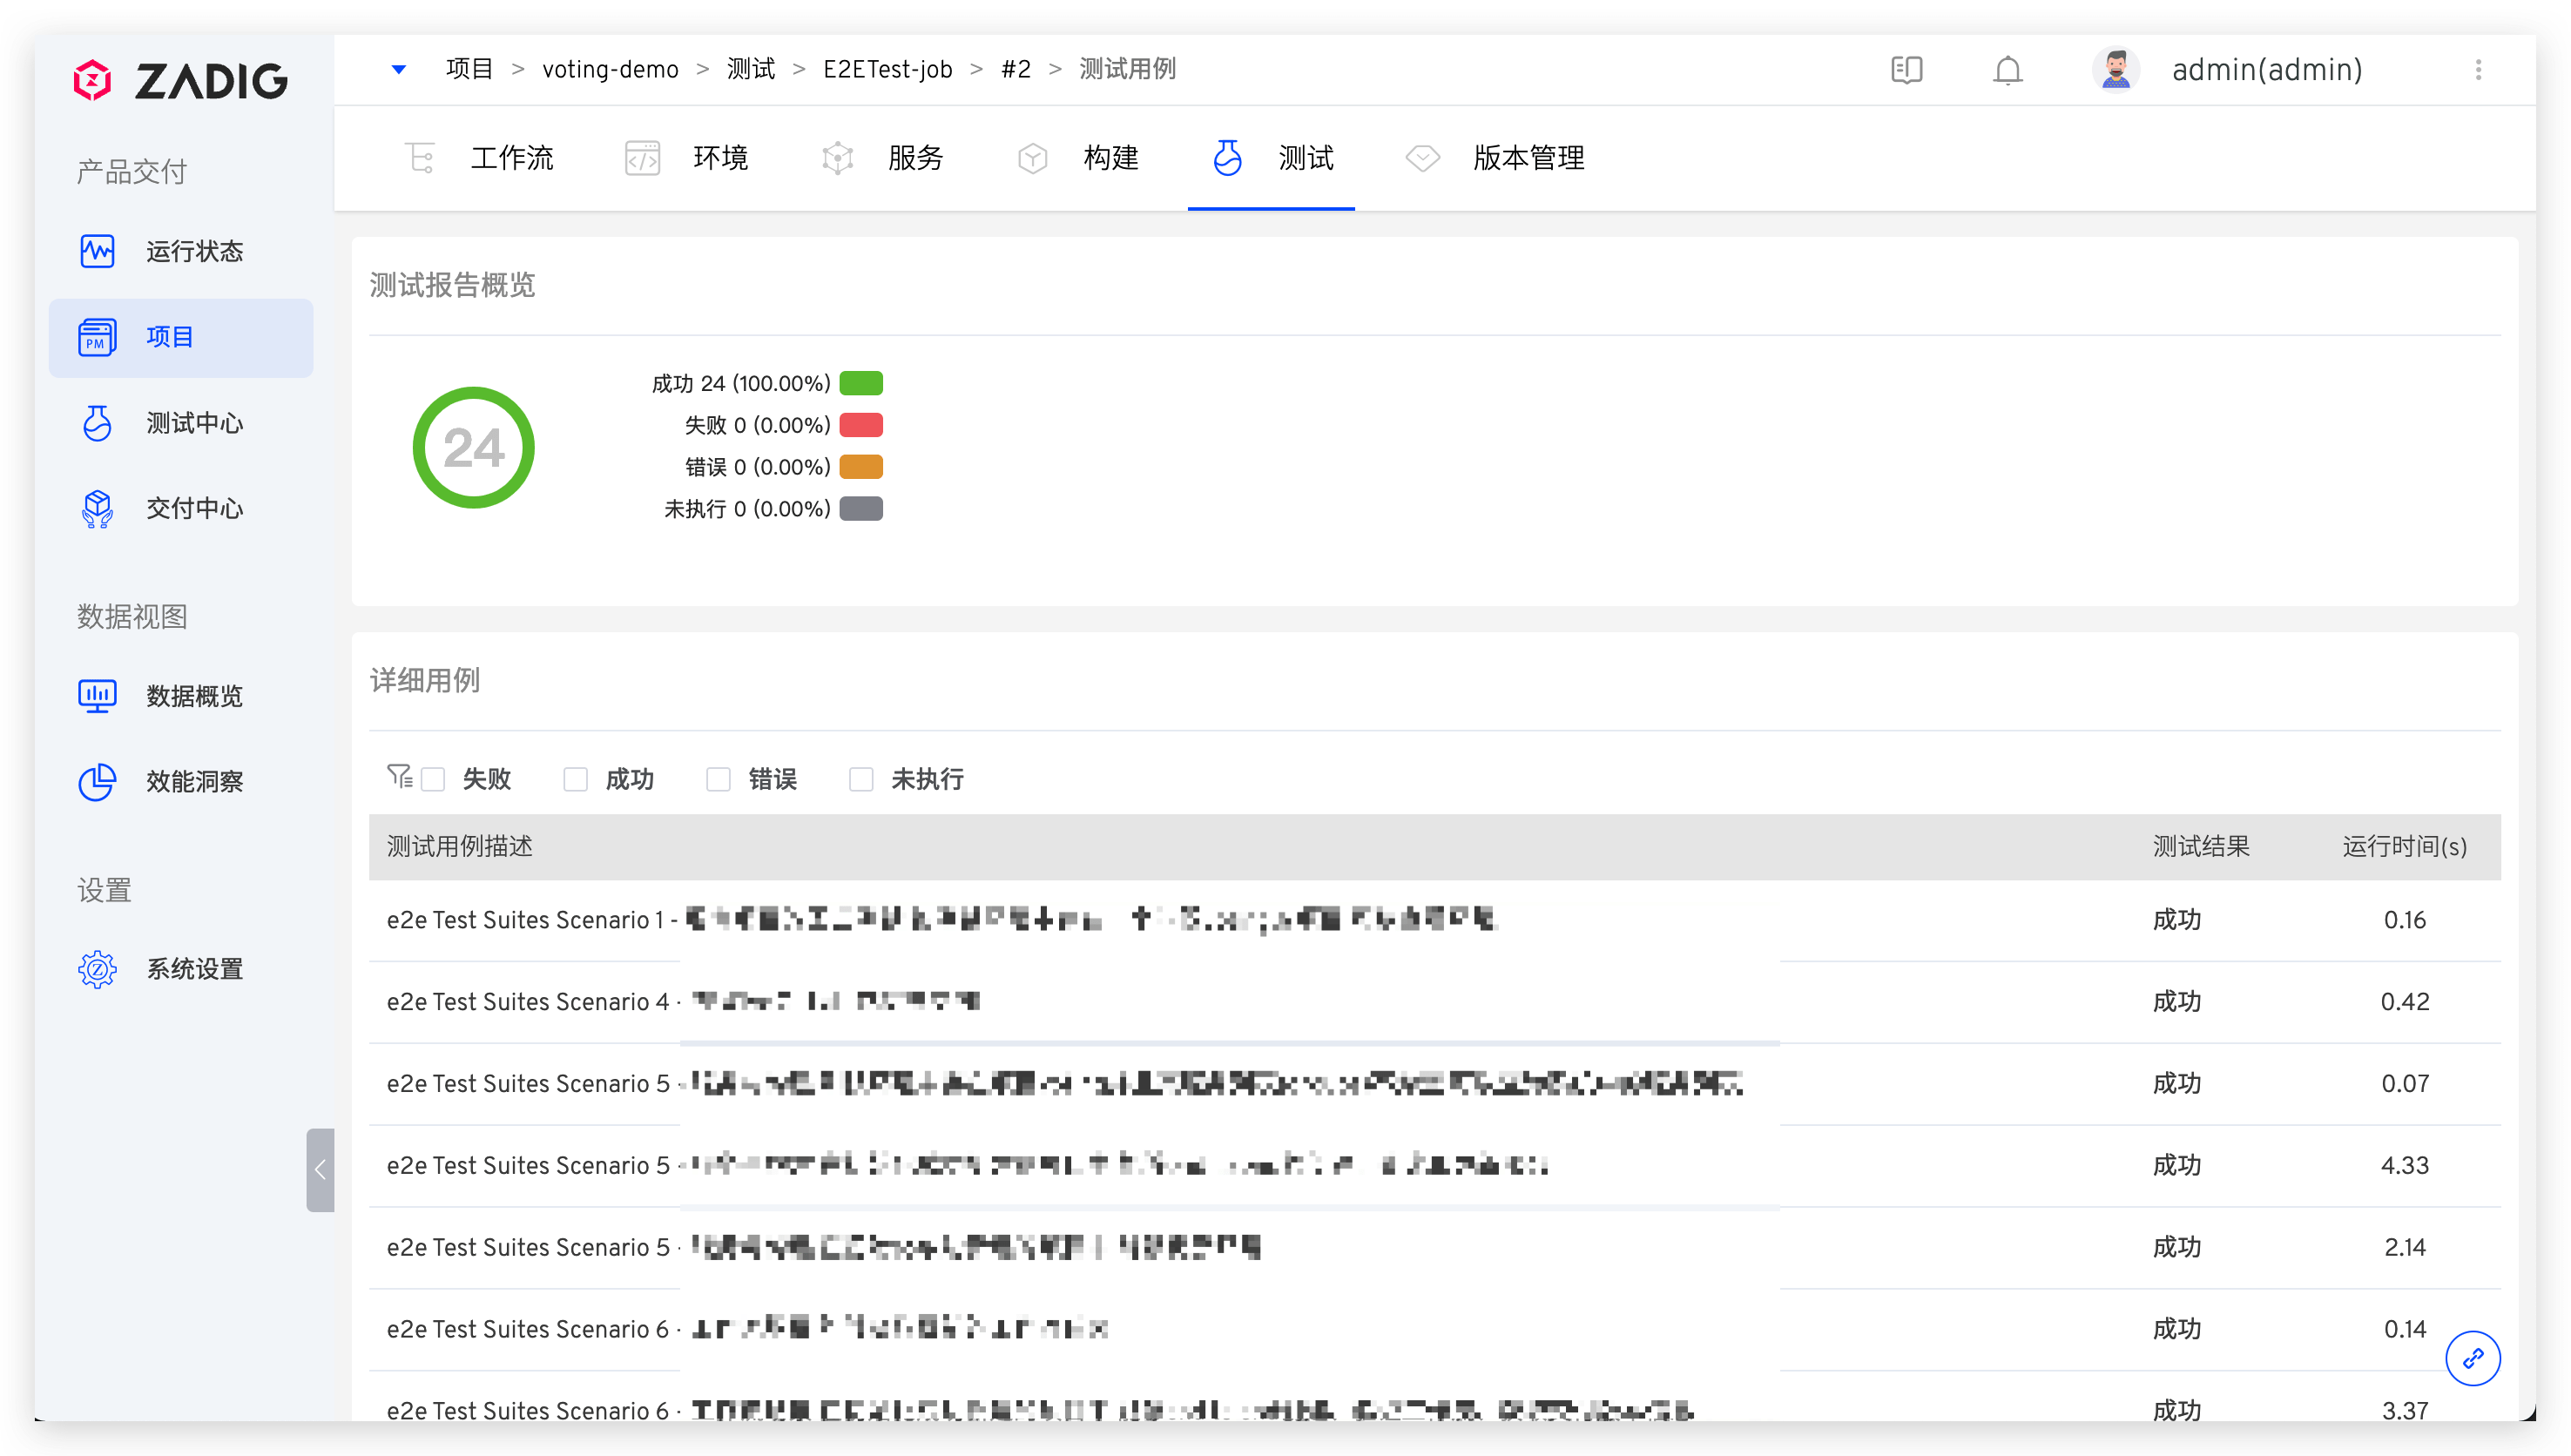 ZADIG
项目 > voting-demo > 测试 > E2ETest-job > #2 > 测试用例
admin(admin)
工作流 环境 服务 构建 测试 版本管理
产品交付
运行状态
PM
项目
测试中心
交付中心
数据视图
数据概览
效能洞察
设置
系统设置
测试报告概览
24
成功 24 (100.00%)
失败 0 (0.00%)
错误 0 (0.00%)
未执行 0 (0.00%)
详细用例
失败 成功 错误 未执行
测试用例描述 测试结果 运行时间(s)
e2e Test Suites Scenario 1 - 成功 0.16
e2e Test Suites Scenario 4 - 成功 0.42
e2e Test Suites Scenario 5 - 成功 0.07
e2e Test Suites Scenario 5 - 成功 4.33
e2e Test Suites Scenario 5 - 成功 2.14
e2e Test Suites Scenario 6 - 成功 0.14
e2e Test Suites Scenario 6 - 成功 3.37